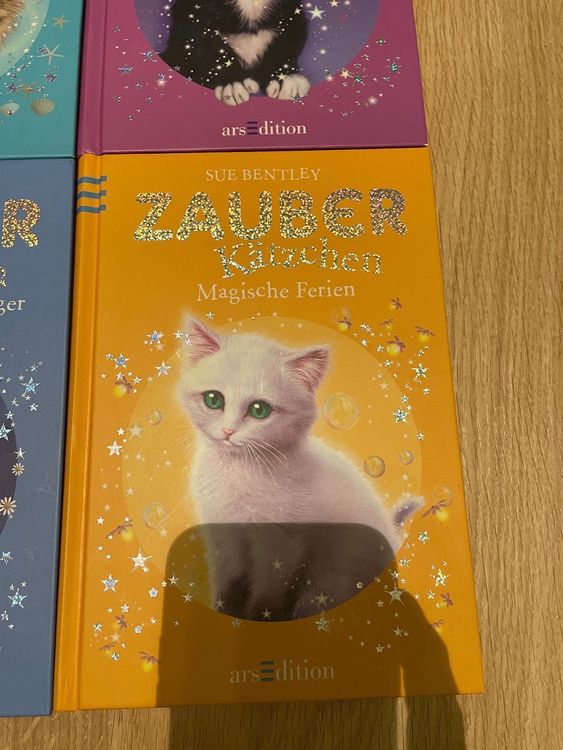 arsEdition
SUE BENTLEY
ZAUBER
Kätzchen
Magische Ferien
arsEdition